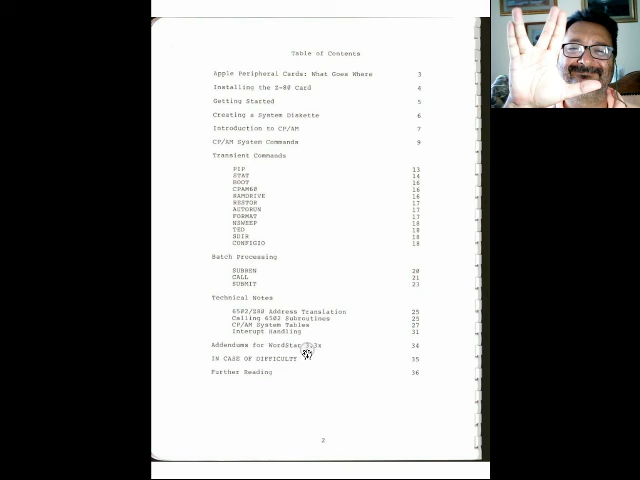 Table of Contents
Apple Peripheral Cards: What Goes Where 3
Installing the Z-80 Card 4
Getting Started 5
Creating a System Diskette 6
Introduction to CP/AM 7
CP/AM System Commands 9
Transient Commands
PIP 13
STAT 14
BOOT 16
CPAM60 16
RAMDRIVE 16
RESTOR 17
AUTORUN 17
FORMAT 17
NSWEEP 18
TED 18
SDIR 18
CONFIGIO 18
Batch Processing
SUBREN 20
CALL 21
SUBMIT 23
Technical Notes
6502/Z80 Address Translation 25
Calling 6502 Subroutines 25
CP/AM System Tables 27
Interupt Handling 31
Addendums for WordStar 3.3x 34
IN CASE OF DIFFICULTY 35
Further Reading 36
2